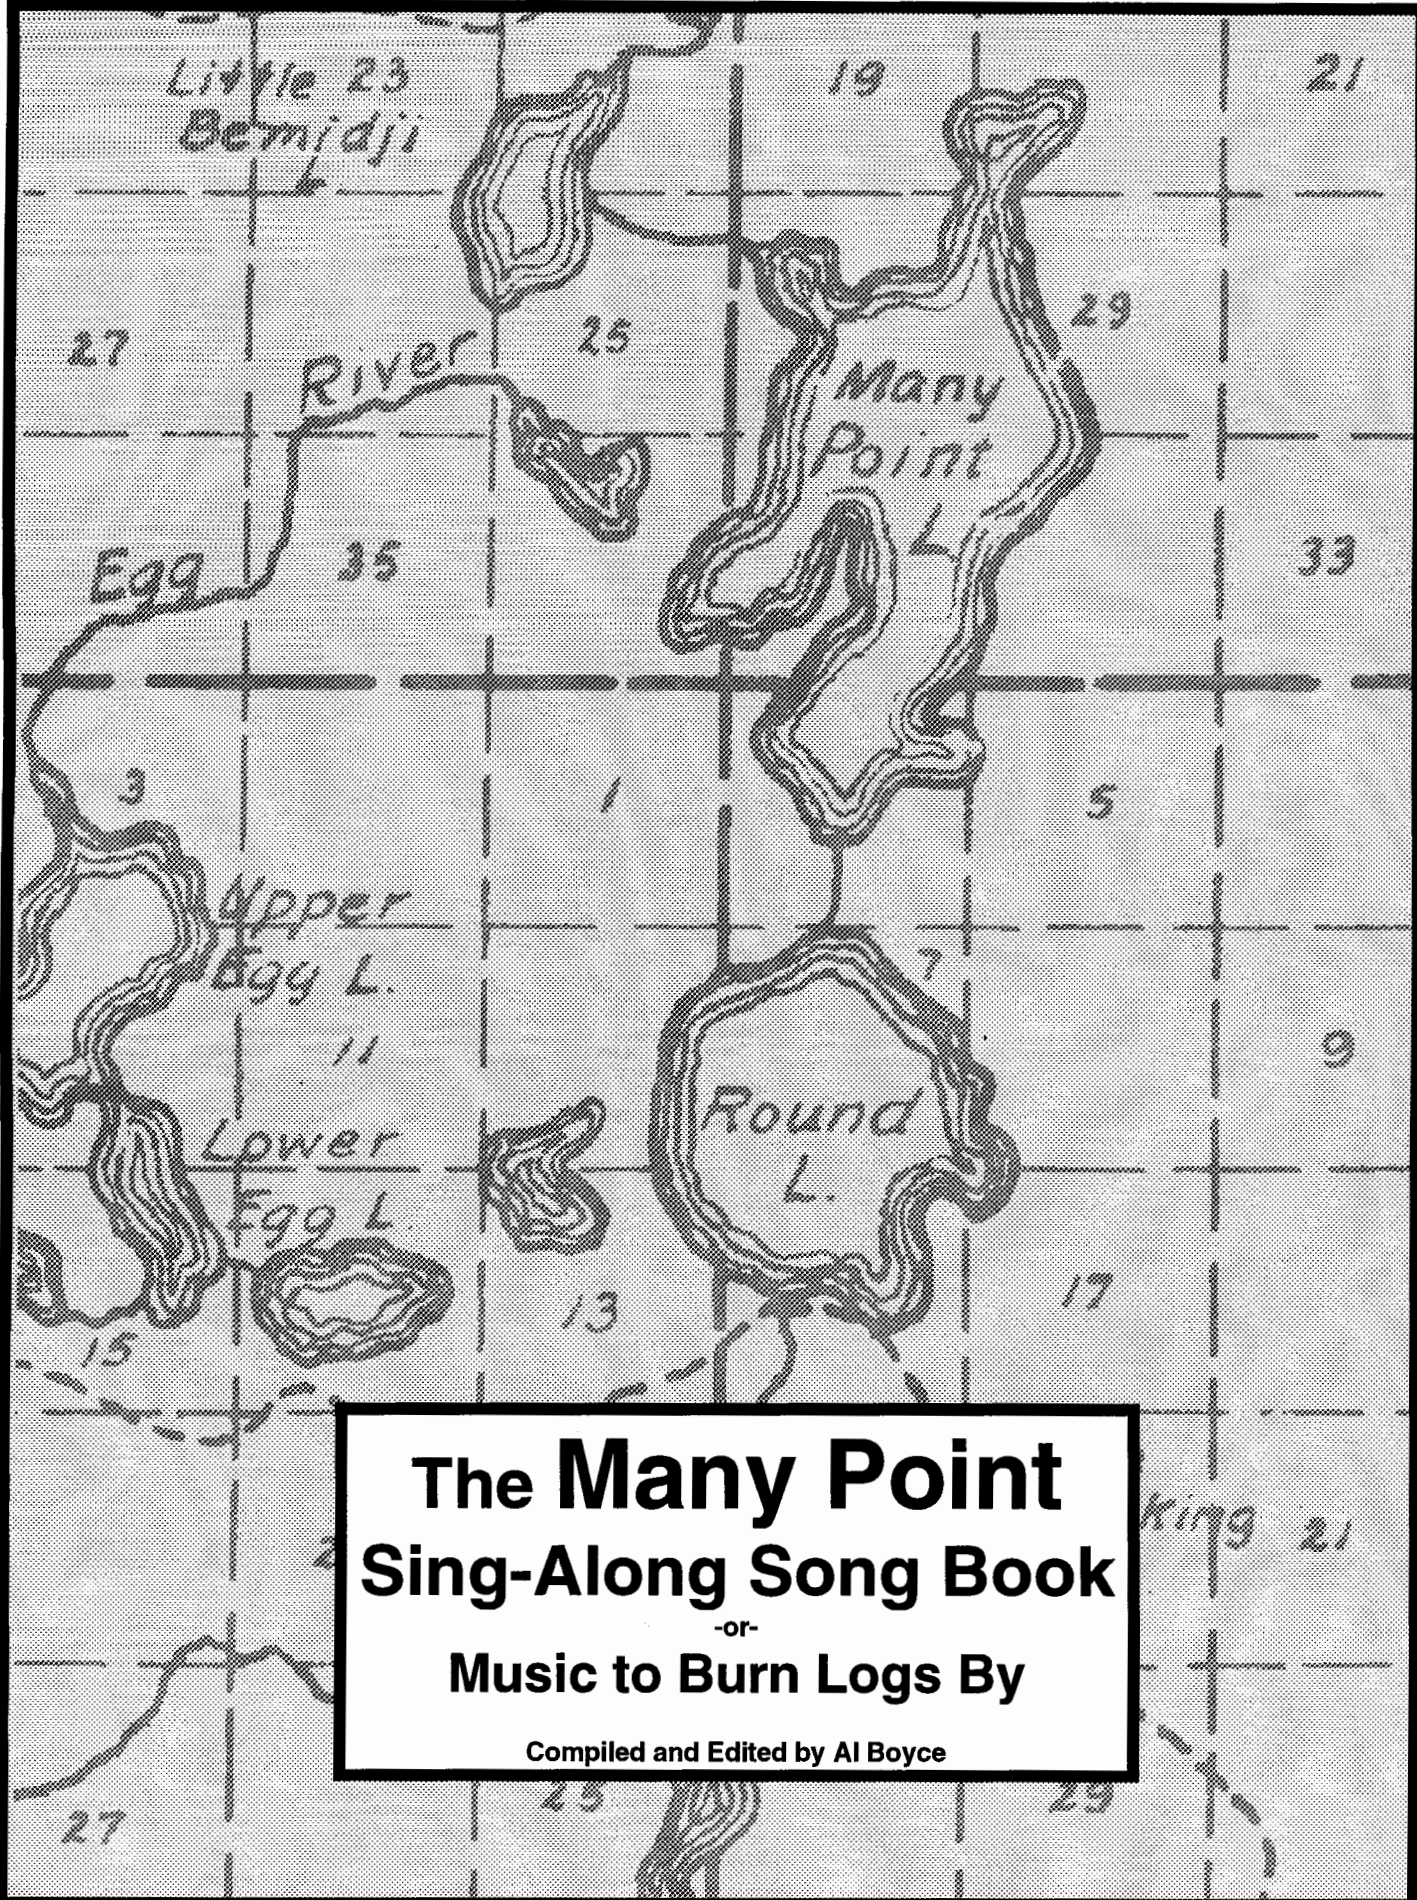 Little 23
Bemidji
L
19
21
27
River
25
29
Many
Point
L.
Egg
35
33
3
1
5
Upper
Egg L.
7
11
9
Lower
Egg L.
Round
L.
13
17
15
The Many Point
Sing-Along Song Book
-or-
Music to Burn Logs By
Compiled and Edited by Al Boyce
King 21
27
25
29